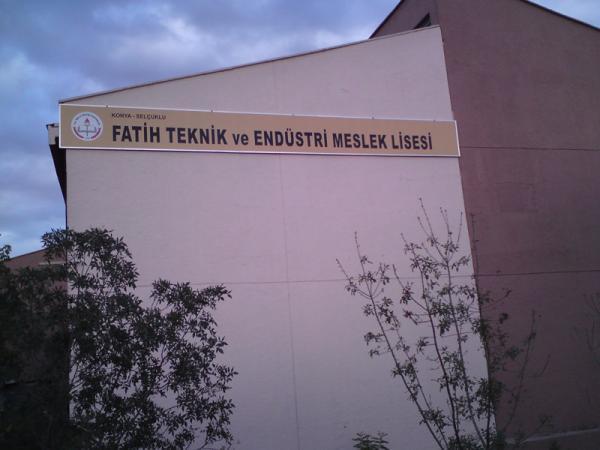 KONYA - SELÇUKLU
FATİH TEKNİK ve ENDÜSTRİ MESLEK LİSESİ